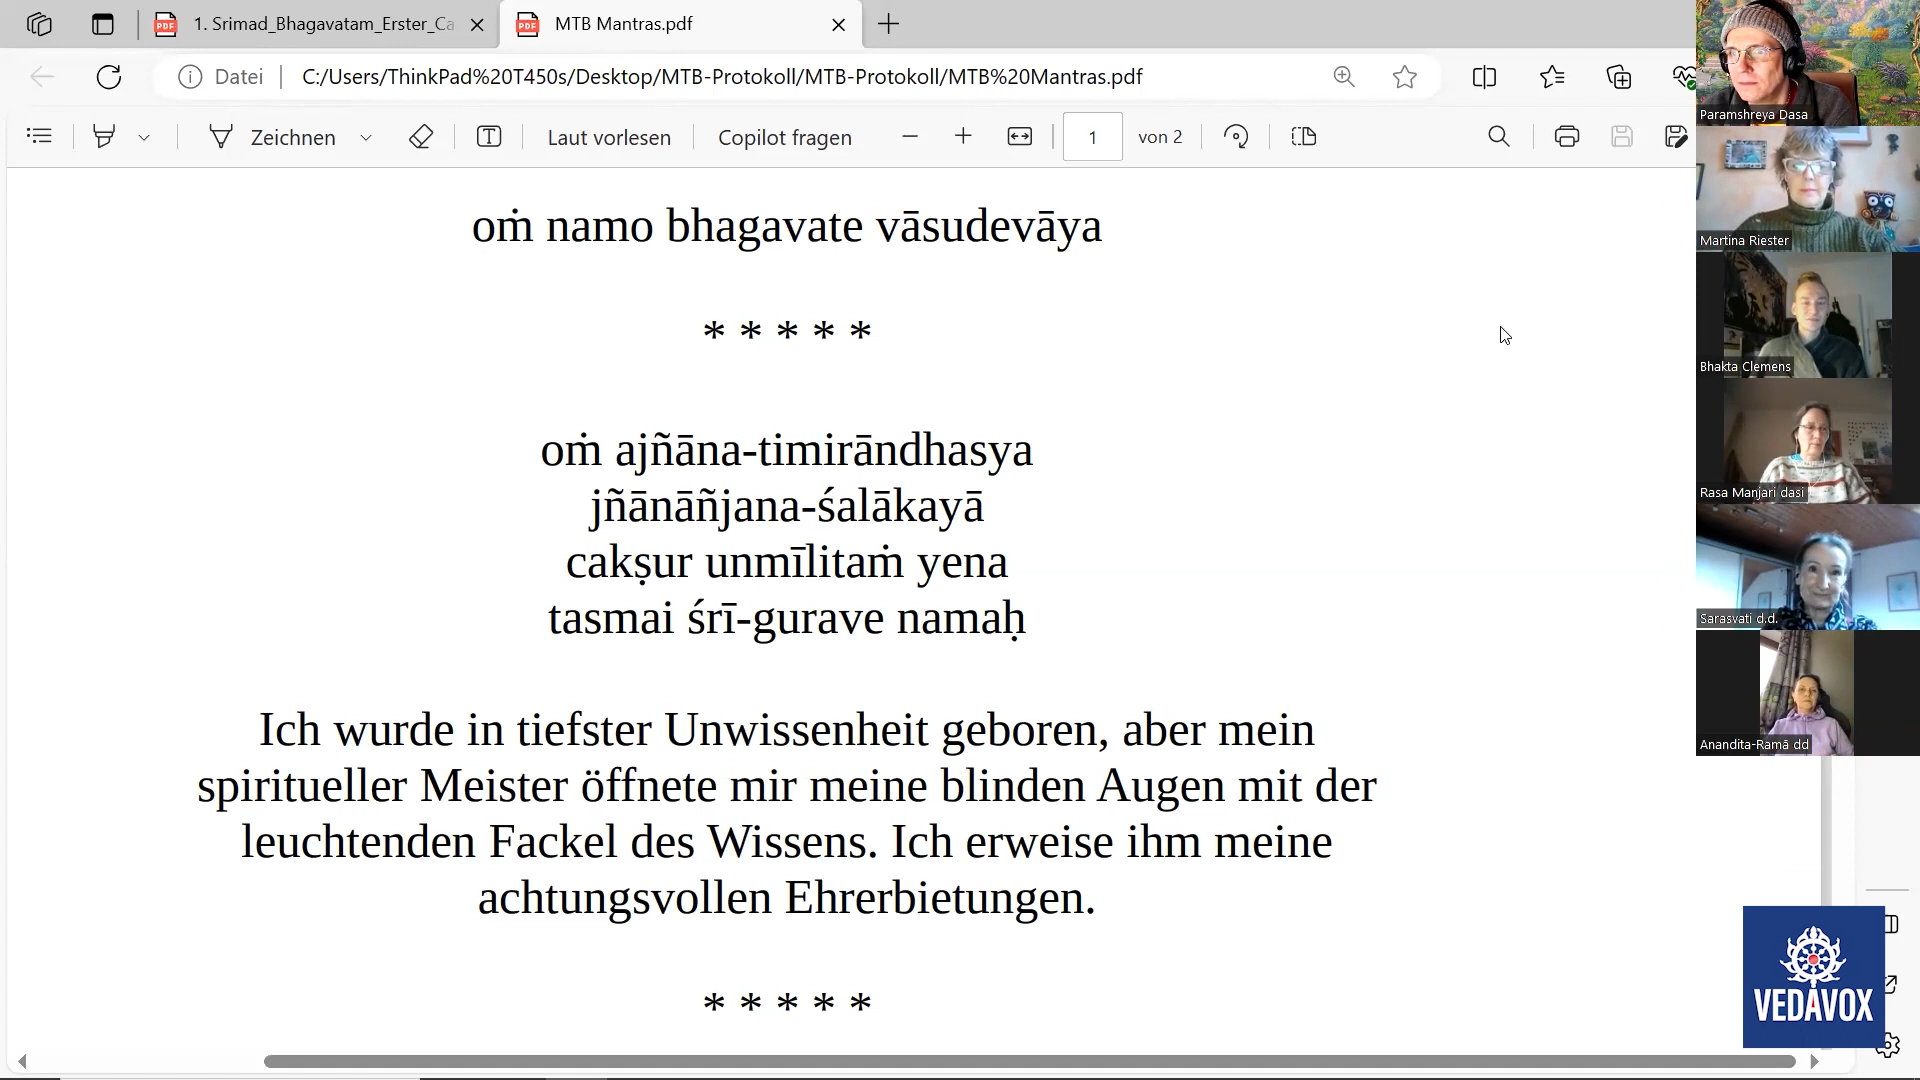 1. Srimad_Bhagavatam_Erster_Ca
MTB Mantras.pdf
Datei
C:/Users/ThinkPad%20T450s/Desktop/MTB-Protokoll/MTB-Protokoll/MTB%20Mantras.pdf
Zeichnen
Laut vorlesen
Copilot fragen
1
von 2
oṁ namo bhagavate vāsudevāya
* * * * *
oṁ ajñāna-timirāndhasya
jñānāñjana-śalākayā
cakṣur unmīlitaṁ yena
tasmai śrī-gurave namaḥ
Ich wurde in tiefster Unwissenheit geboren, aber mein
spiritueller Meister öffnete mir meine blinden Augen mit der
leuchtenden Fackel des Wissens. Ich erweise ihm meine
achtungsvollen Ehrerbietungen.
* * * * *
Paramshreya Dasa
Martina Riester
Bhakta Clemens
Rasa Manjari dasi
Sarasvati d.d.
Anandita-Ramā dd
VEDAVOX